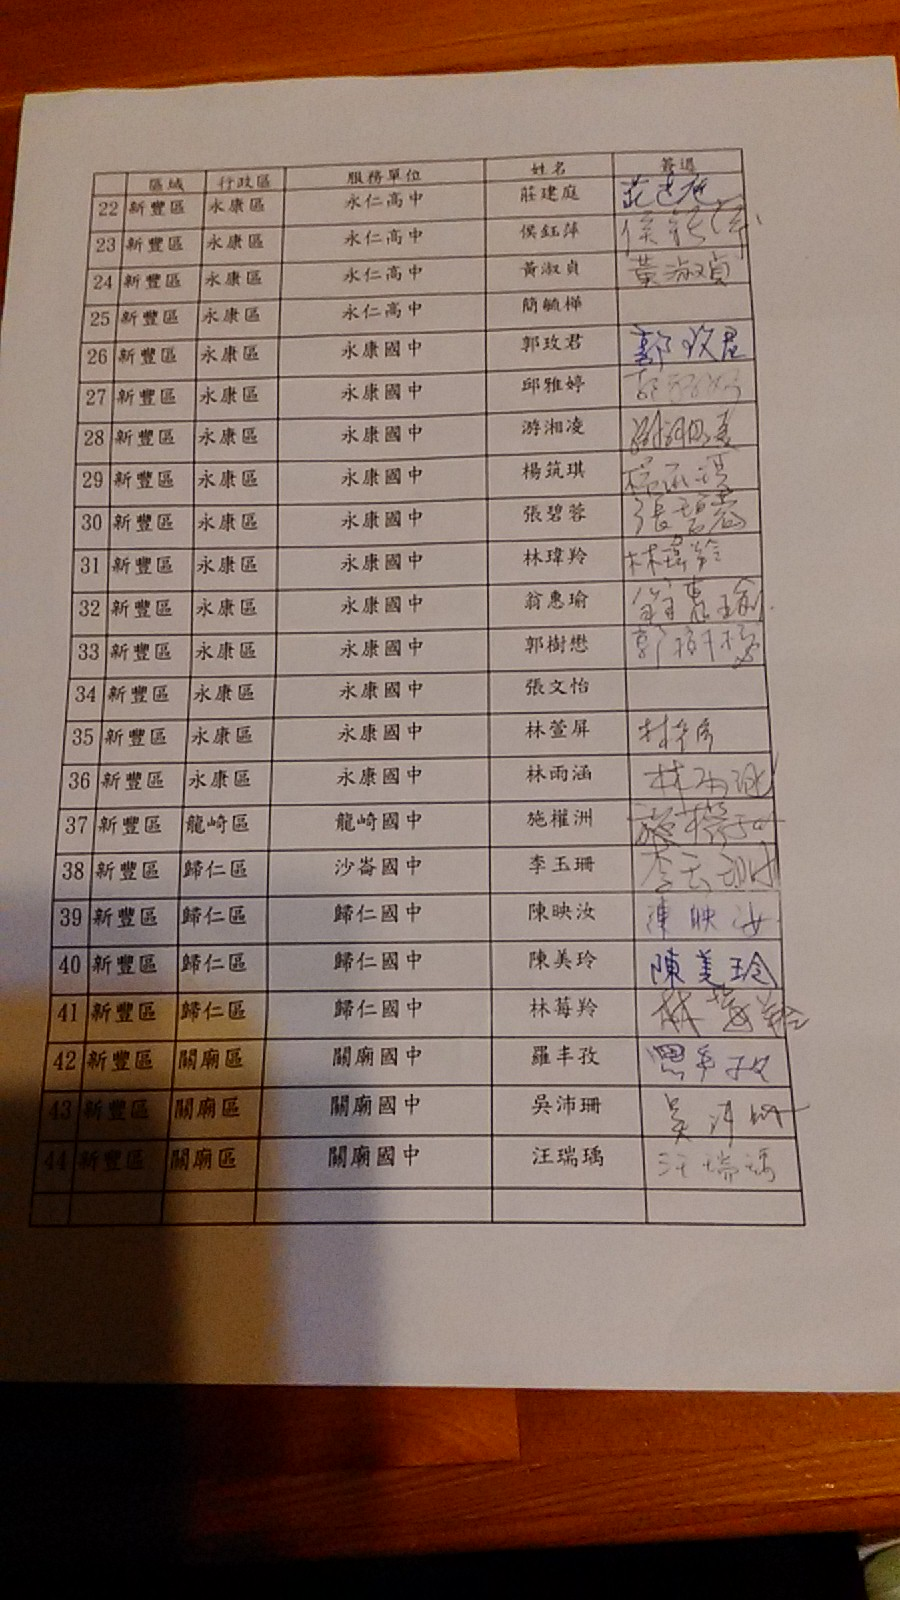 區域 行政區 服務單位 姓名 簽退
22 新豐區 永康區 永仁高中 莊建庭
23 新豐區 永康區 永仁高中 侯鈺萍
24 新豐區 永康區 永仁高中 黃淑貞 黃淑貞
25 新豐區 永康區 永仁高中 簡毓樺
26 新豐區 永康區 永康國中 郭玫君 郭玫君
27 新豐區 永康區 永康國中 邱雅婷
28 新豐區 永康區 永康國中 游湘凌
29 新豐區 永康區 永康國中 楊筑琪
30 新豐區 永康區 永康國中 張碧蓉 張碧蓉
31 新豐區 永康區 永康國中 林瑋羚 林瑋羚
32 新豐區 永康區 永康國中 翁惠瑜 翁惠瑜
33 新豐區 永康區 永康國中 郭樹懋 郭樹懋
34 新豐區 永康區 永康國中 張文怡
35 新豐區 永康區 永康國中 林萱屏
36 新豐區 永康區 永康國中 林雨涵 林雨涵
37 新豐區 龍崎區 龍崎國中 施權洲 施權洲
38 新豐區 歸仁區 沙崙國中 李玉珊 李玉珊
39 新豐區 歸仁區 歸仁國中 陳映汝 陳映汝
40 新豐區 歸仁區 歸仁國中 陳美玲 陳美玲
41 新豐區 歸仁區 歸仁國中 林莓羚 林莓羚
42 新豐區 關廟區 關廟國中 羅丰孜
43 新豐區 關廟區 關廟國中 吳沛珊 吳沛珊
44 新豐區 關廟區 關廟國中 汪瑞瑀 汪瑞瑀